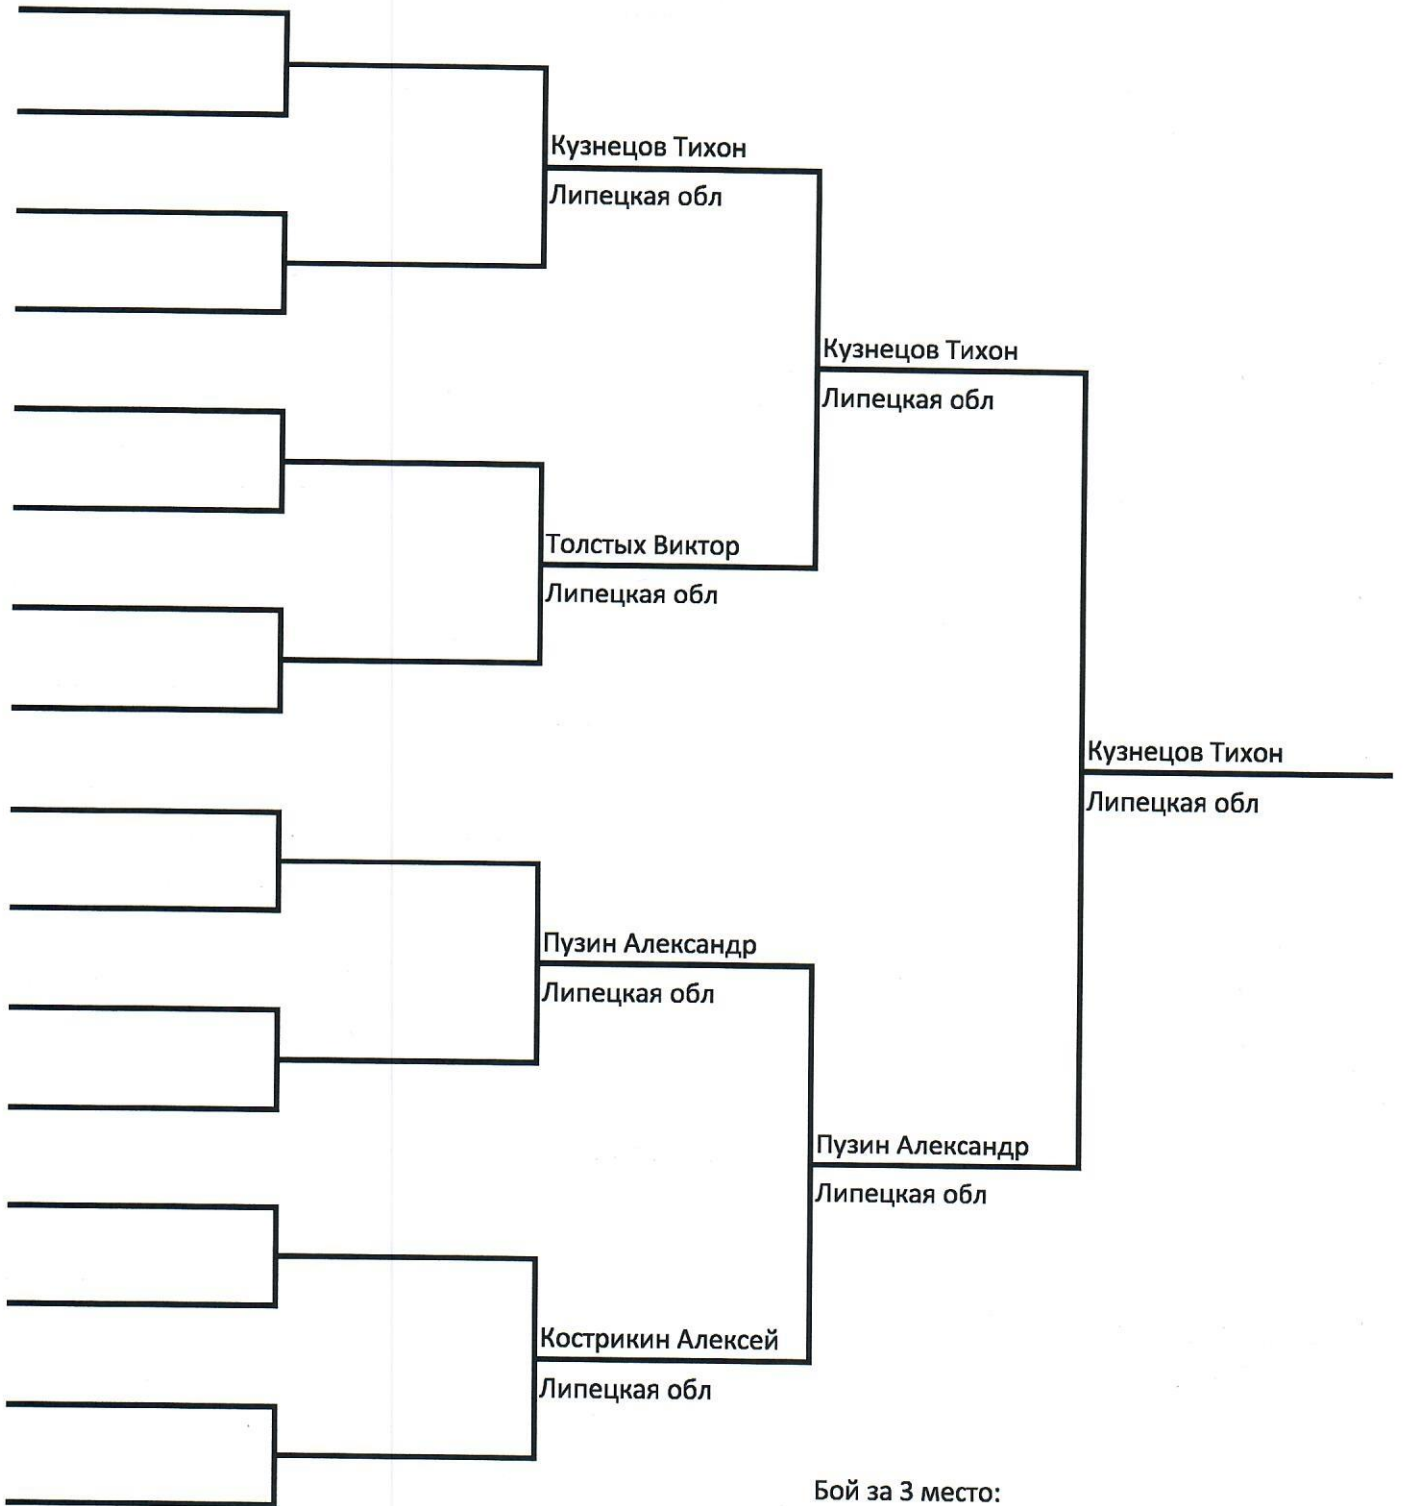 Кузнецов Тихон
Липецкая обл
Кузнецов Тихон
Липецкая обл
Толстых Виктор
Липецкая обл
Кузнецов Тихон
Липецкая обл
Пузин Александр
Липецкая обл
Пузин Александр
Липецкая обл
Кострикин Алексей
Липецкая обл
Бой за 3 место: